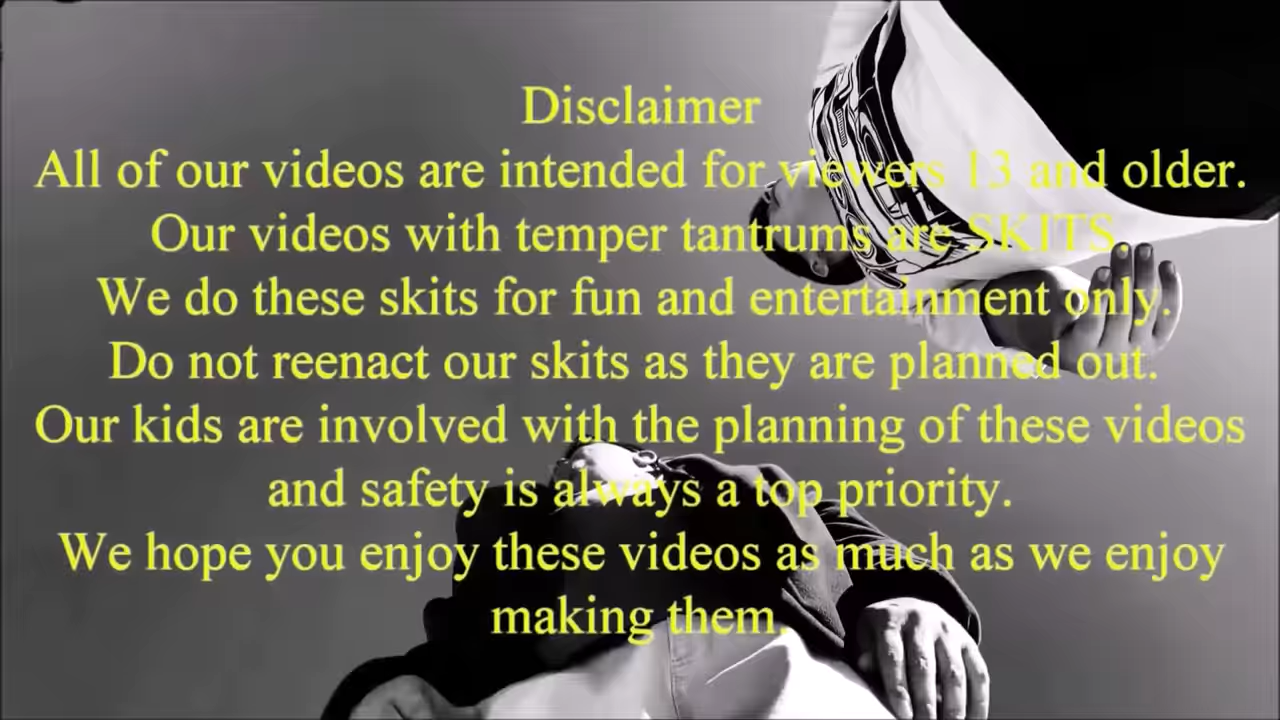 Disclaimer
All of our videos are intended for viewers 13 and older.
Our videos with temper tantrums are SKITS.
We do these skits for fun and entertainment only.
Do not reenact our skits as they are planned out.
Our kids are involved with the planning of these videos
and safety is always a top priority.
We hope you enjoy these videos as much as we enjoy
making them.